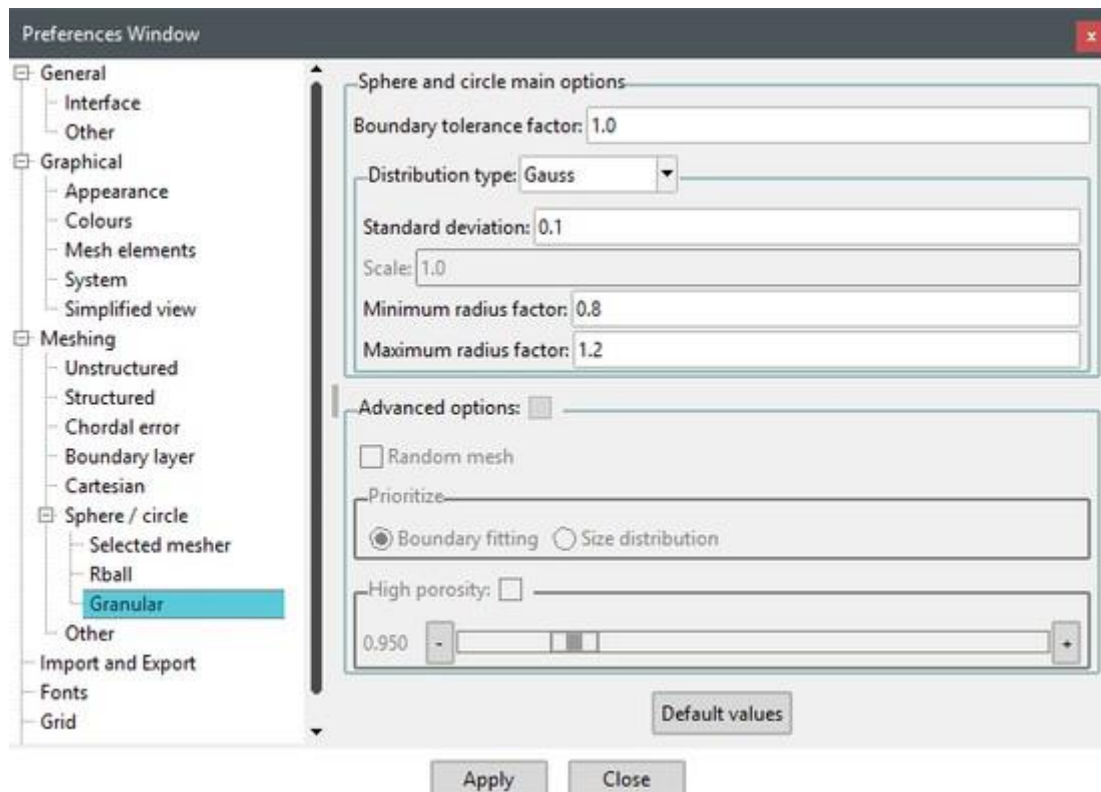 Preferences Window
x
General
Interface
Other
Graphical
Appearance
Colours
Mesh elements
System
Simplified view
Meshing
Unstructured
Structured
Chordal error
Boundary layer
Cartesian
Sphere / circle
Selected mesher
Rball
Granular
Other
Import and Export
Fonts
Grid
Sphere and circle main options
Boundary tolerance factor: 1.0
Distribution type: Gauss
Standard deviation: 0.1
Scale: 1.0
Minimum radius factor: 0.8
Maximum radius factor: 1.2
Advanced options:
Random mesh
Prioritize
Boundary fitting Size distribution
High porosity:
0.950 - +
Default values
Apply Close